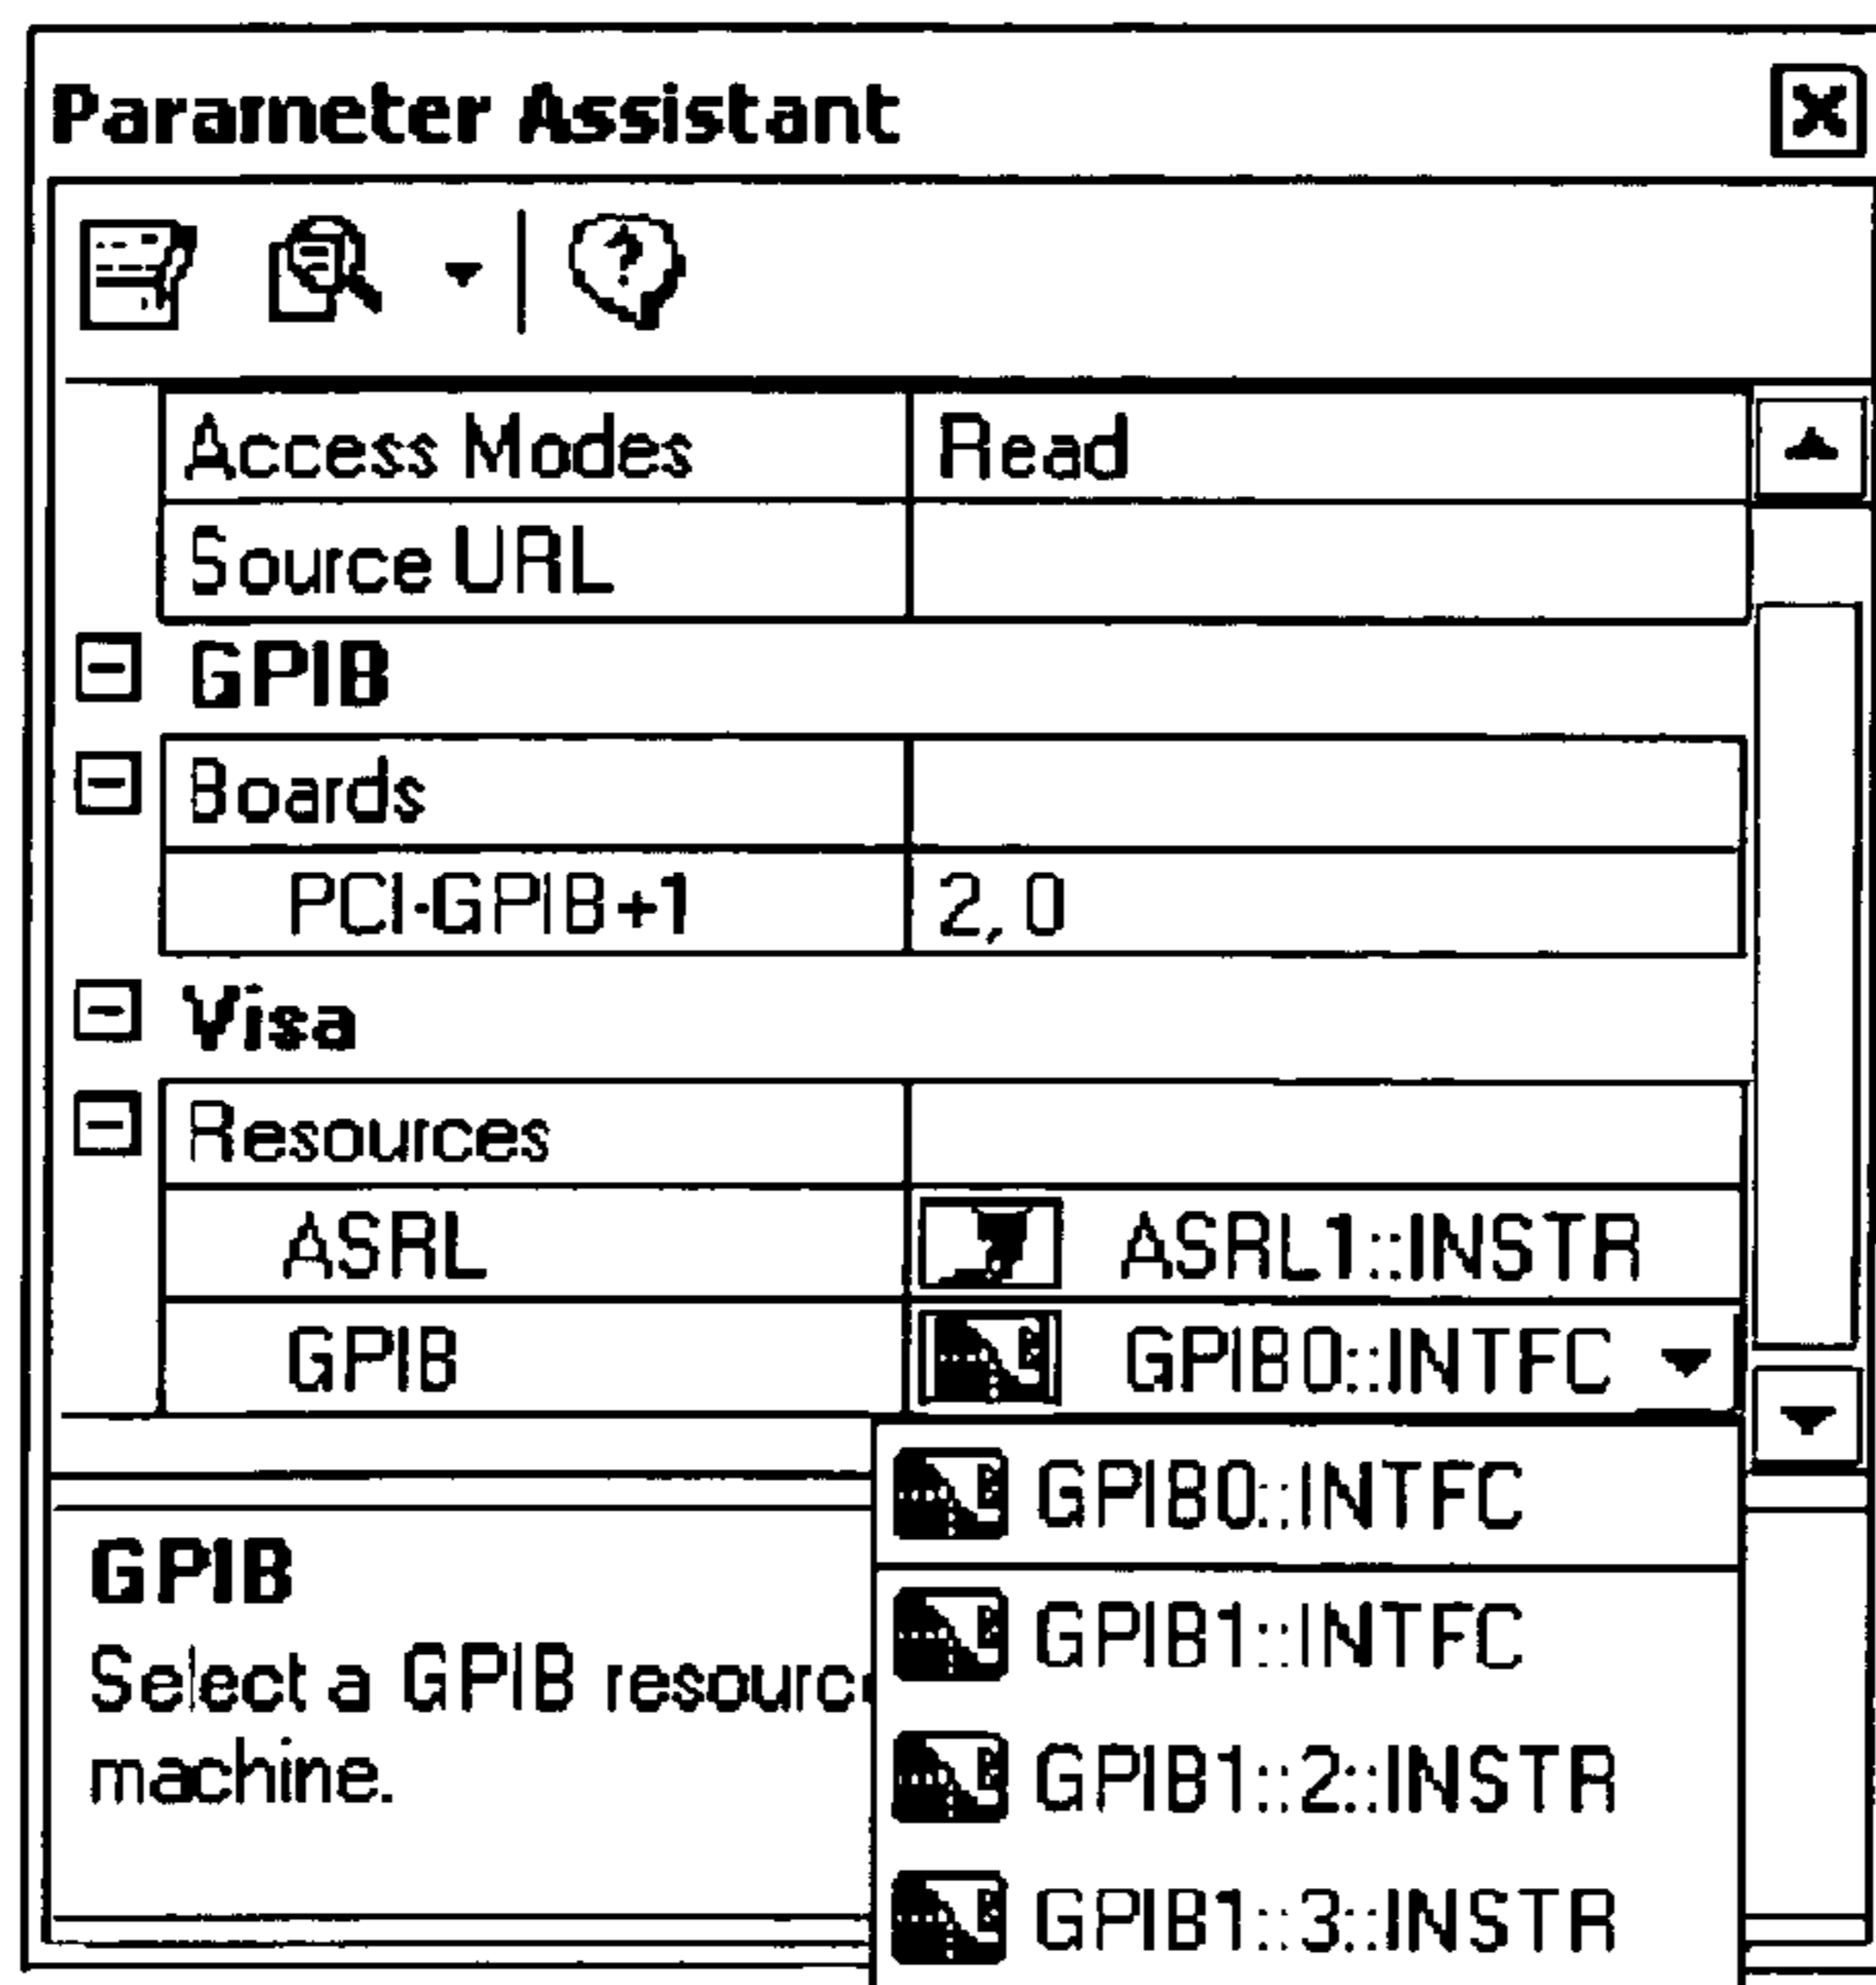 Parameter Assistant
Access Modes Read
Source URL
GPIB
Boards
PCI-GPIB+1 2, 0
Visa
Resources
ASRL ASRL1::INSTR
GPIB GPIB0::INTFC
GPIB0::INTFC
GPIB1::INTFC
GPIB1::2::INSTR
GPIB1::3::INSTR
GPIB
Select a GPIB
machine.